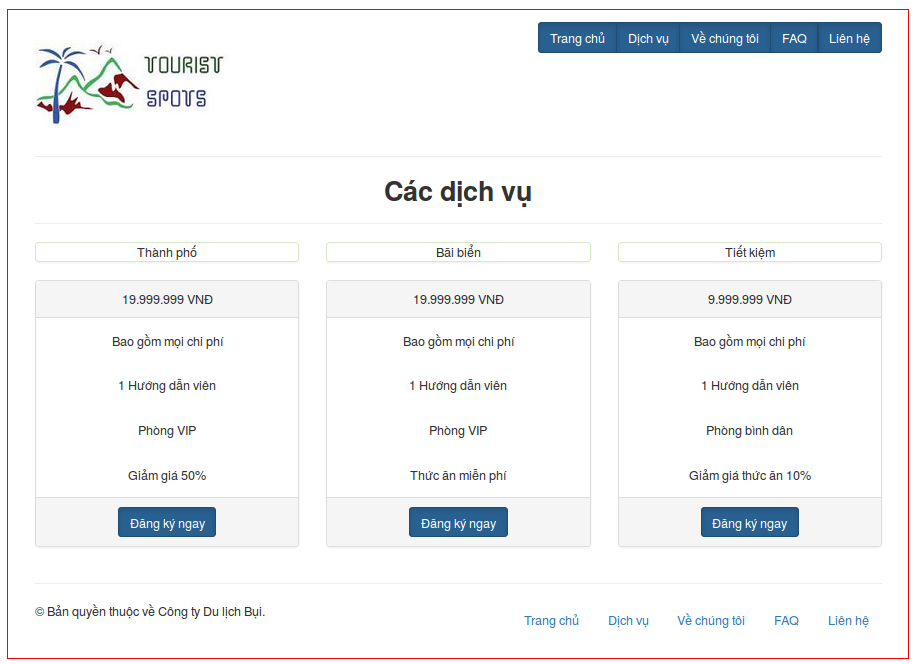 Trang chủ Dịch vụ Về chúng tôi FAQ Liên hệ
TOURIST
SPOTS
Các dịch vụ
Thành phố Bãi biển Tiết kiệm
19.999.999 VNĐ 19.999.999 VNĐ 9.999.999 VNĐ
Bao gồm mọi chi phí Bao gồm mọi chi phí Bao gồm mọi chi phí
1 Hướng dẫn viên 1 Hướng dẫn viên 1 Hướng dẫn viên
Phòng VIP Phòng VIP Phòng bình dân
Giảm giá 50% Thức ăn miễn phí Giảm giá thức ăn 10%
Đăng ký ngay Đăng ký ngay Đăng ký ngay
© Bản quyền thuộc về Công ty Du lịch Bụi.
Trang chủ Dịch vụ Về chúng tôi FAQ Liên hệ